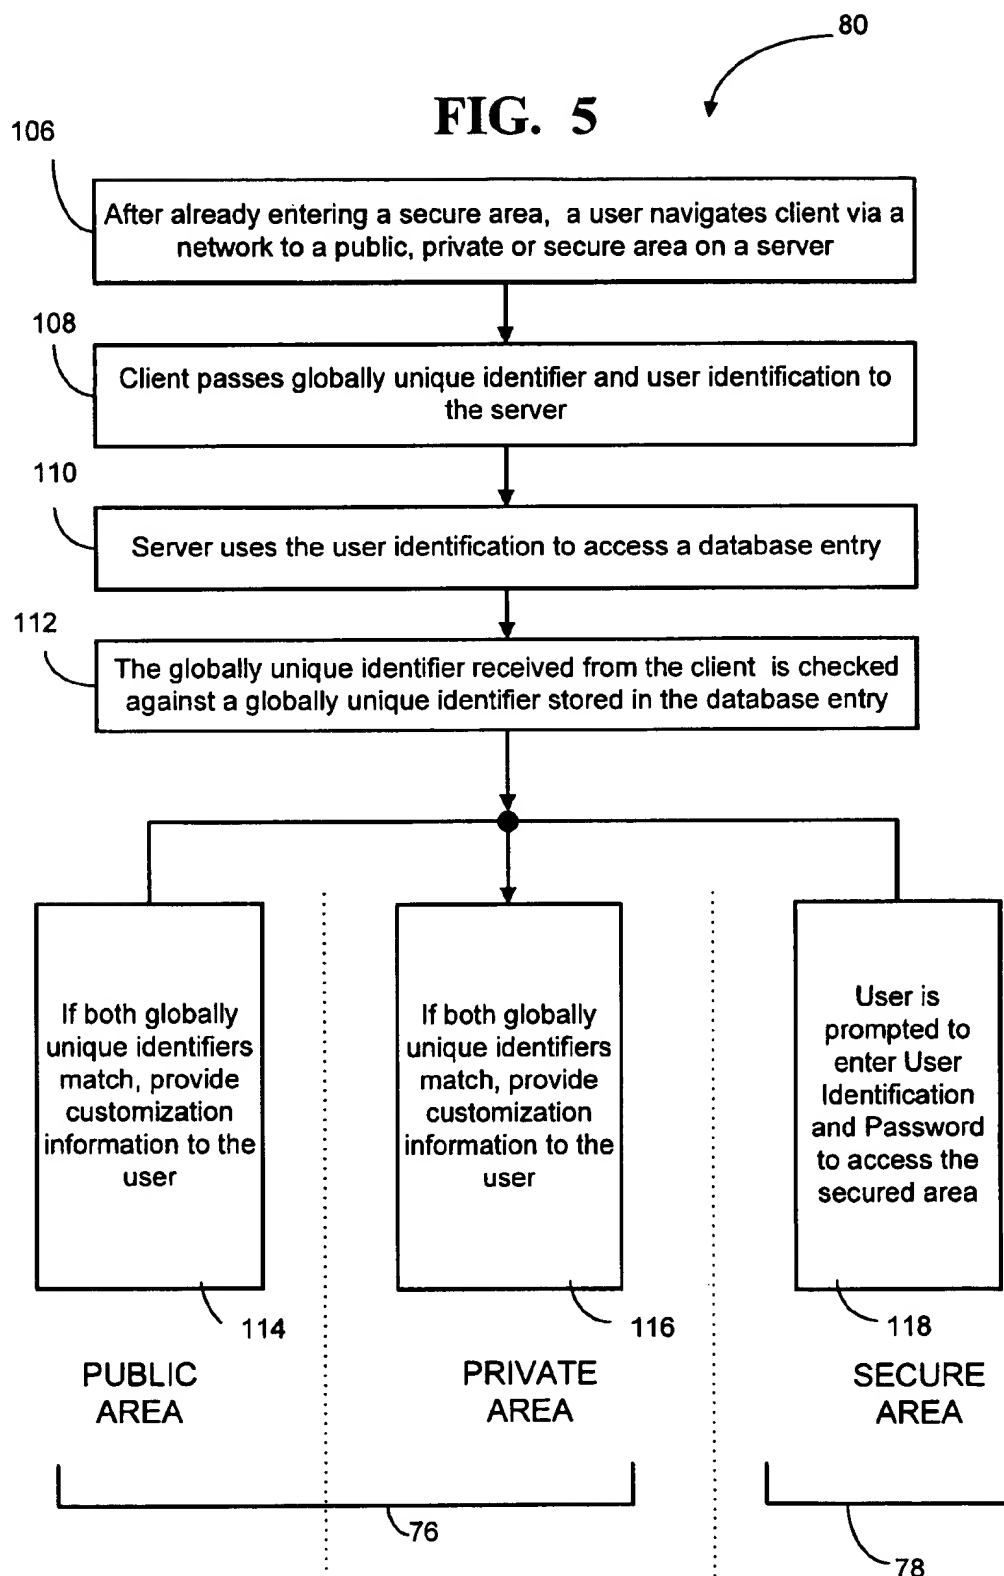 80
FIG. 5
106
After already entering a secure area, a user navigates client via a
network to a public, private or secure area on a server
108
Client passes globally unique identifier and user identification to
the server
110
Server uses the user identification to access a database entry
112
The globally unique identifier received from the client is checked
against a globally unique identifier stored in the database entry
If both globally
unique identifiers
match, provide
customization
information to the
user
114
PUBLIC
AREA
If both globally
unique identifiers
match, provide
customization
information to the
user
116
PRIVATE
AREA
User is
prompted to
enter User
Identification
and Password
to access the
secured area
118
SECURE
AREA
76
78